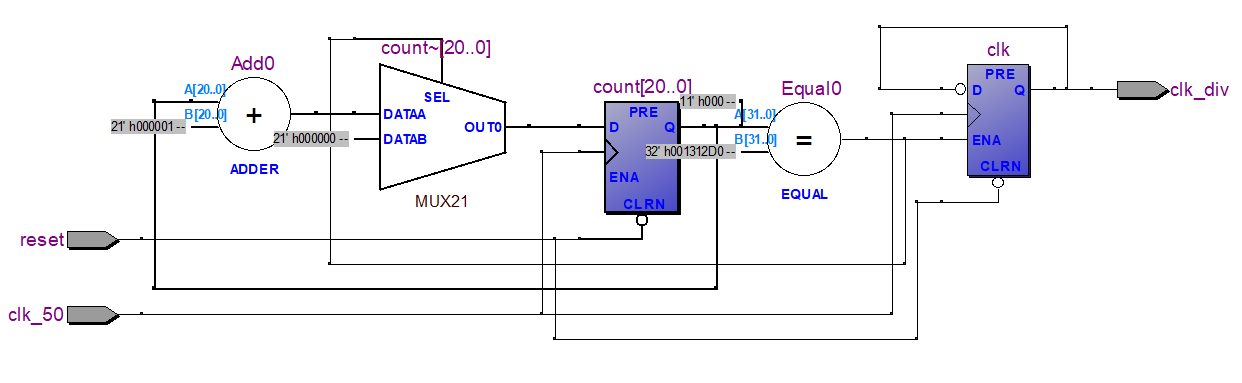 clk
count~[20..0]
Add0
PRE
D
Q
clk_div
A[20..0]
SEL
count[20..0]
Equal0
B[20..0]
+
DATAA
11' h000 --
PRE
A[31..0]
21' h000001 --
OUT0
D
Q
ENA
21' h000000 --
DATAB
B[31..0]
=
32' h001312D0 --
CLRN
ADDER
ENA
EQUAL
MUX21
CLRN
reset
clk_50